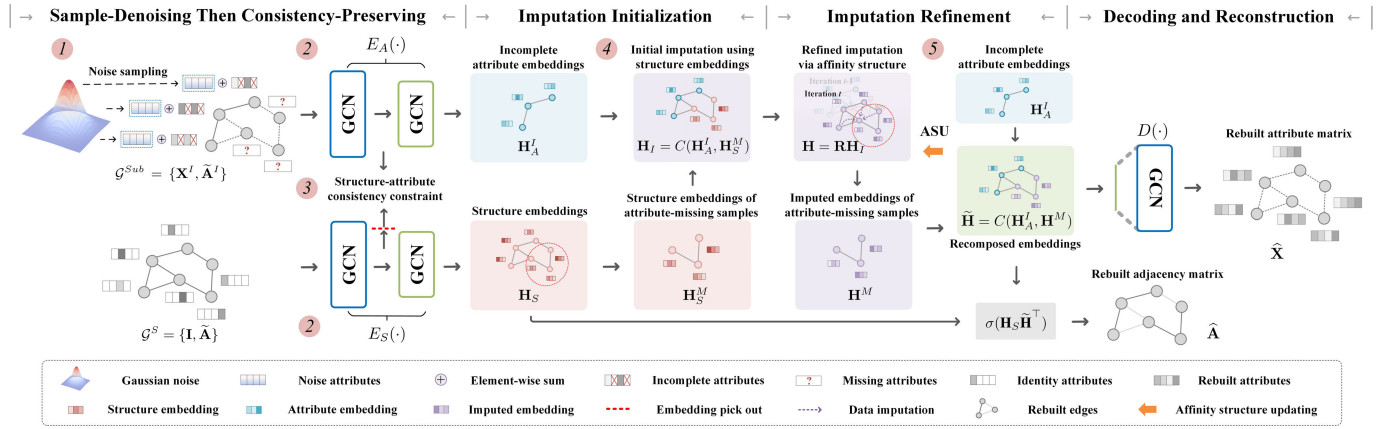 Sample-Denoising Then Consistency-Preserving
Imputation Initialization
Imputation Refinement
Decoding and Reconstruction
1
Noise sampling
?
?
?
𝒢^{Sub} = {X^I, Ã^I}
2
E_A(·)
GCN
GCN
3
Structure-attribute
consistency constraint
𝒢^S = {I, Ã}
GCN
GCN
2
E_S(·)
Incomplete
attribute embeddings
H_A^I
4
Initial imputation using
structure embeddings
H_I = C(H_A^I, H_S^M)
Structure embeddings
H_S
Structure embeddings
of attribute-missing samples
H_S^M
Refined imputation
via affinity structure
Iteration t-1
Iteration t
H = RH_I
Imputed embeddings of
attribute-missing samples
H^M
ASU
5
Incomplete
attribute embeddings
H_A^I
H̃ = C(H_A^I, H^M)
Recomposed embeddings
σ(H_S H̃^⊤)
D(·)
GCN
Rebuilt attribute matrix
X̂
Rebuilt adjacency matrix
Â
Gaussian noise
Noise attributes
Element-wise sum
Incomplete attributes
?
Missing attributes
Identity attributes
Rebuilt attributes
Structure embedding
Attribute embedding
Imputed embedding
Embedding pick out
Data imputation
Rebuilt edges
Affinity structure updating